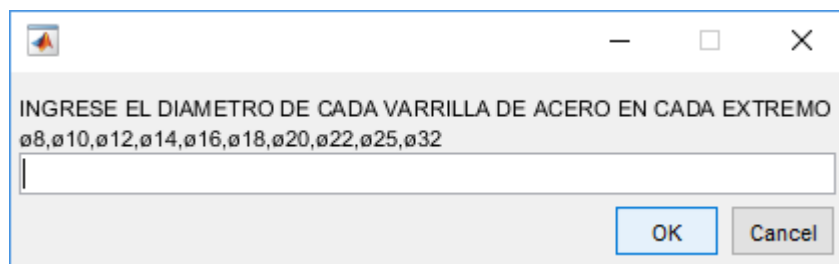 INGRESE EL DIAMETRO DE CADA VARRILLA DE ACERO EN CADA EXTREMO
ø8,ø10,ø12,ø14,ø16,ø18,ø20,ø22,ø25,ø32
OK Cancel